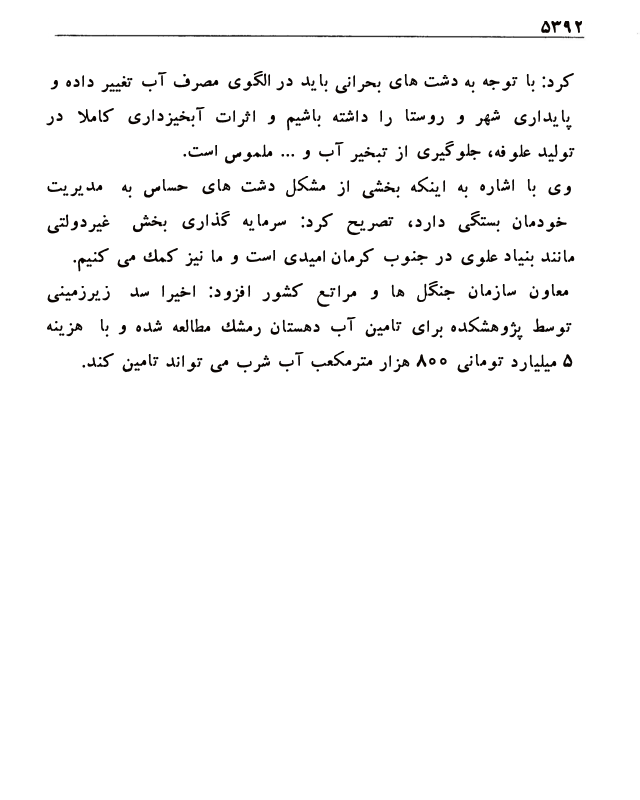 ۵۳۹۲
کرد: با توجه به دشت های بحرانی باید در الگوی مصرف آب تغییر داده و
پایداری شهر و روستا را داشته باشیم و اثرات آبخیزداری کاملا در
تولید علوفه، جلوگیری از تبخیر آب و ... ملموس است.
وی با اشاره به اینکه بخشی از مشکل دشت های حساس به مدیریت
خودمان بستگی دارد، تصریح کرد: سرمایه گذاری بخش غیردولتی
مانند بنیاد علوی در جنوب کرمان امیدی است و ما نیز کمك می کنیم.
معاون سازمان جنگل ها و مراتع کشور افزود: اخیرا سد زیرزمینی
توسط پژوهشکده برای تامین آب دهستان رمشك مطالعه شده و با هزینه
۵ میلیارد تومانی ۸۰۰ هزار مترمکعب آب شرب می تواند تامین کند.